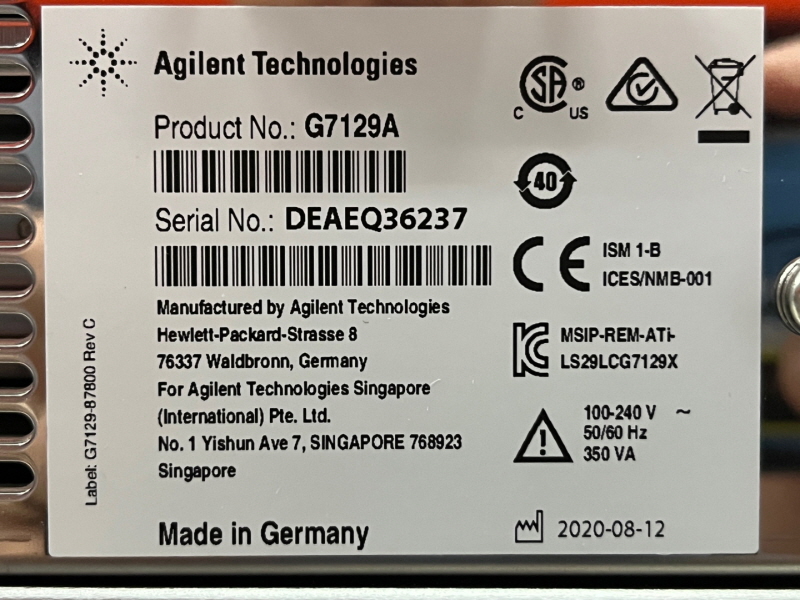 Agilent Technologies
Product No.: G7129A
Serial No.: DEAEQ36237
Manufactured by Agilent Technologies
Hewlett-Packard-Strasse 8
76337 Waldbronn, Germany
For Agilent Technologies Singapore
(International) Pte. Ltd.
No. 1 Yishun Ave 7, SINGAPORE 768923
Singapore
Made in Germany
Label: G7129-87800 Rev C
C SA ® US
40
CE ISM 1-B
ICES/NMB-001
MSIP-REM-ATi-
LS29LCG7129X
100-240 V ~
50/60 Hz
350 VA
2020-08-12